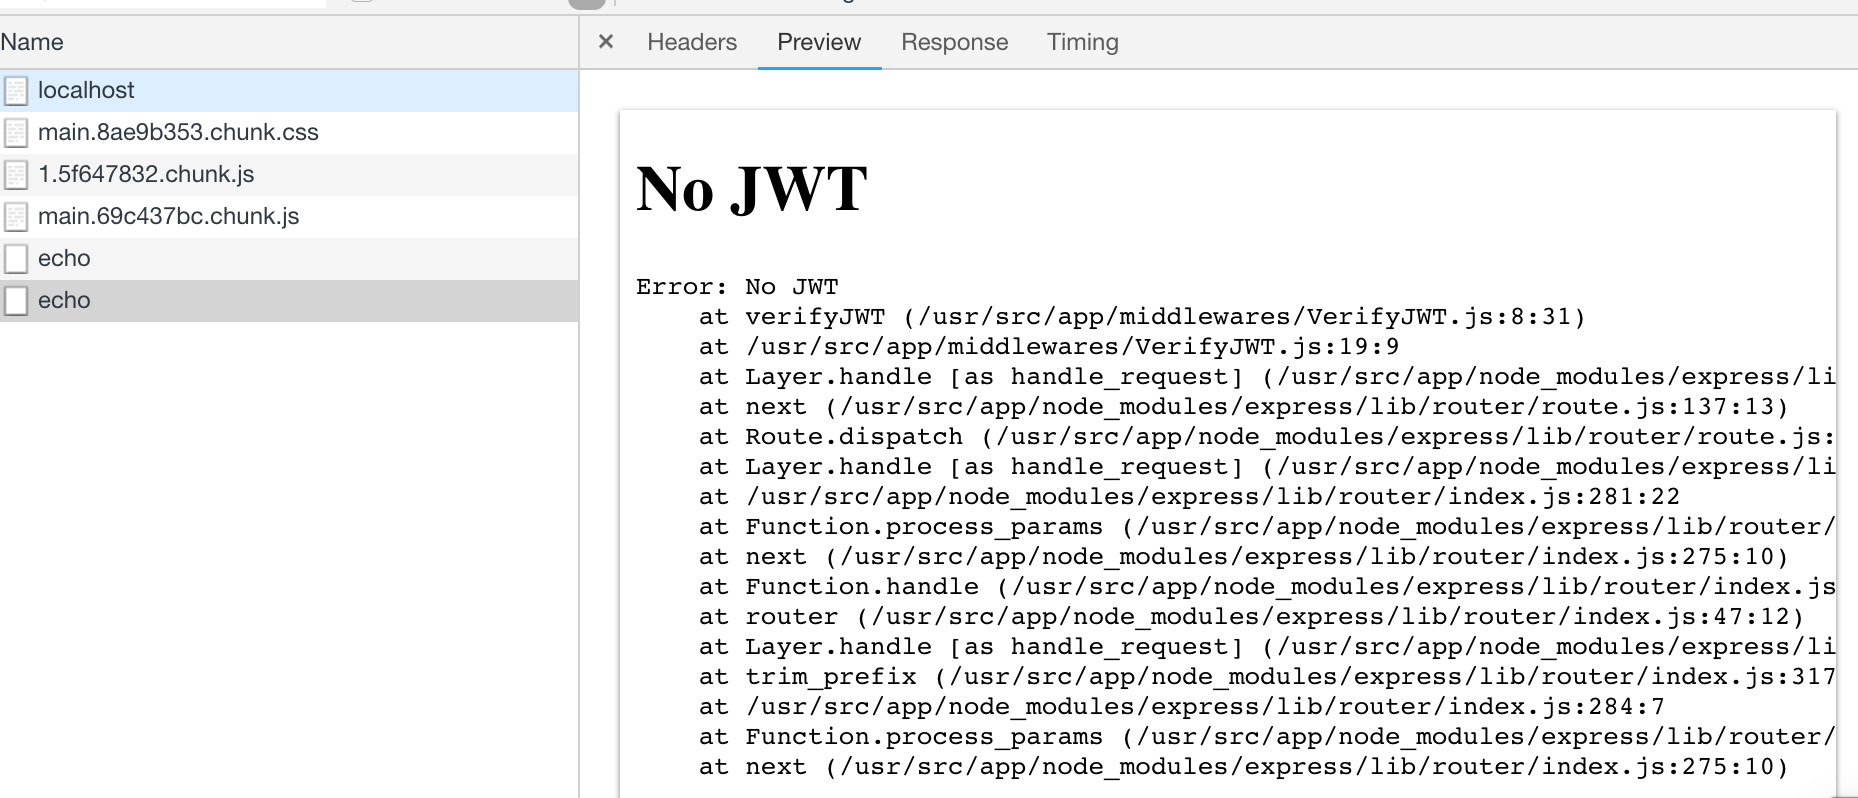 Name
Headers Preview Response Timing
localhost
main.8ae9b353.chunk.css
1.5f647832.chunk.js
main.69c437bc.chunk.js
echo
echo
No JWT
Error: No JWT
at verifyJWT (/usr/src/app/middlewares/VerifyJWT.js:8:31)
at /usr/src/app/middlewares/VerifyJWT.js:19:9
at Layer.handle [as handle_request] (/usr/src/app/node_modules/express/li
at next (/usr/src/app/node_modules/express/lib/router/route.js:137:13)
at Route.dispatch (/usr/src/app/node_modules/express/lib/router/route.js:
at Layer.handle [as handle_request] (/usr/src/app/node_modules/express/li
at /usr/src/app/node_modules/express/lib/router/index.js:281:22
at Function.process_params (/usr/src/app/node_modules/express/lib/router/
at next (/usr/src/app/node_modules/express/lib/router/index.js:275:10)
at Function.handle (/usr/src/app/node_modules/express/lib/router/index.js
at router (/usr/src/app/node_modules/express/lib/router/index.js:47:12)
at Layer.handle [as handle_request] (/usr/src/app/node_modules/express/li
at trim_prefix (/usr/src/app/node_modules/express/lib/router/index.js:317
at /usr/src/app/node_modules/express/lib/router/index.js:284:7
at Function.process_params (/usr/src/app/node_modules/express/lib/router/
at next (/usr/src/app/node_modules/express/lib/router/index.js:275:10)